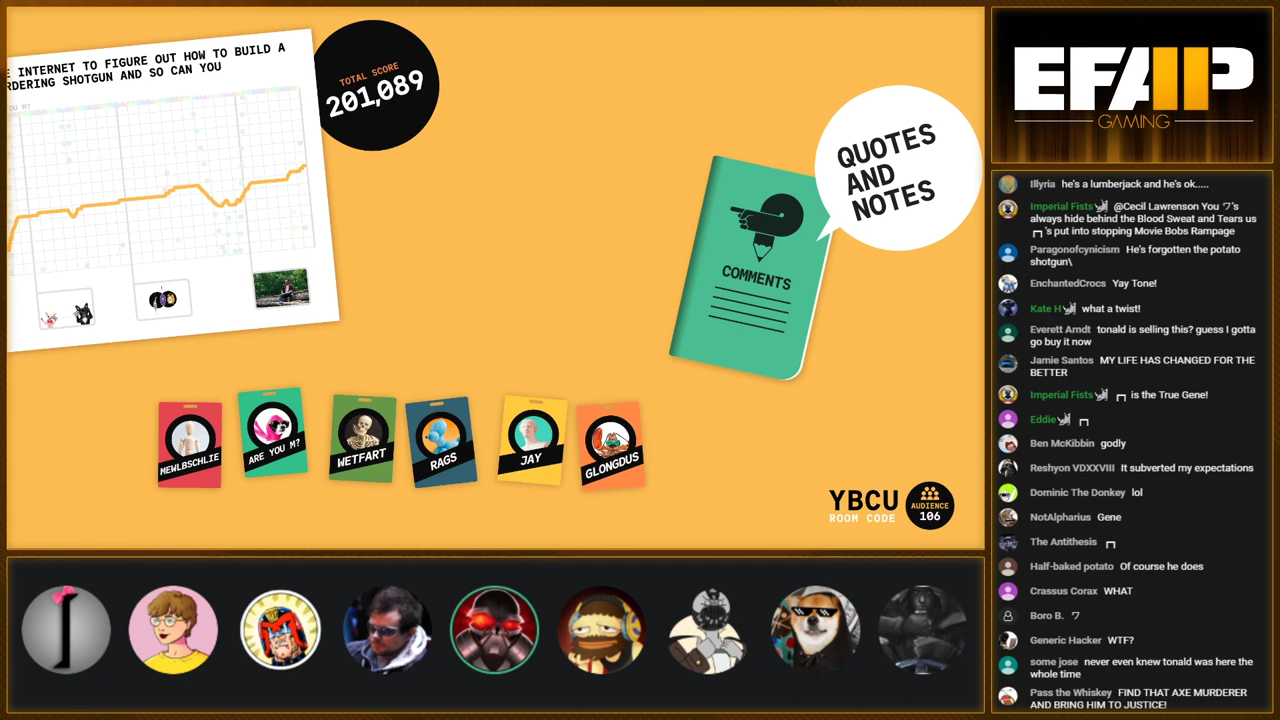 E INTERNET TO FIGURE OUT HOW TO BUILD A
RDERING SHOTGUN AND SO CAN YOU
OU M?
TOTAL SCORE
201,089
QUOTES
AND
NOTES
COMMENTS
MEWLBSCHLIE
ARE YOU M?
WETFART
RAGS
JAY
GLONGDUS
YBCU
ROOM CODE
AUDIENCE
106
EFAP
GAMING
Illyria he's a lumberjack and he's ok.....
Imperial Fists @Cecil Lawrenson You ワ's
always hide behind the Blood Sweat and Tears us
┌┐'s put into stopping Movie Bobs Rampage
Paragonofcynicism He's forgotten the potato
shotgun\
EnchantedCrocs Yay Tone!
Kate H what a twist!
Everett Arndt tonald is selling this? guess I gotta
go buy it now
Jamie Santos MY LIFE HAS CHANGED FOR THE
BETTER
Imperial Fists ┌┐ is the True Gene!
Eddie ┌┐
Ben McKibbin godly
Reshyon VDXXVIII It subverted my expectations
Dominic The Donkey lol
NotAlpharius Gene
The Antithesis ┌┐
Half-baked potato Of course he does
Crassus Corax WHAT
Boro B. ワ
Generic Hacker WTF?
some jose never even knew tonald was here the
whole time
Pass the Whiskey FIND THAT AXE MURDERER
AND BRING HIM TO JUSTICE!